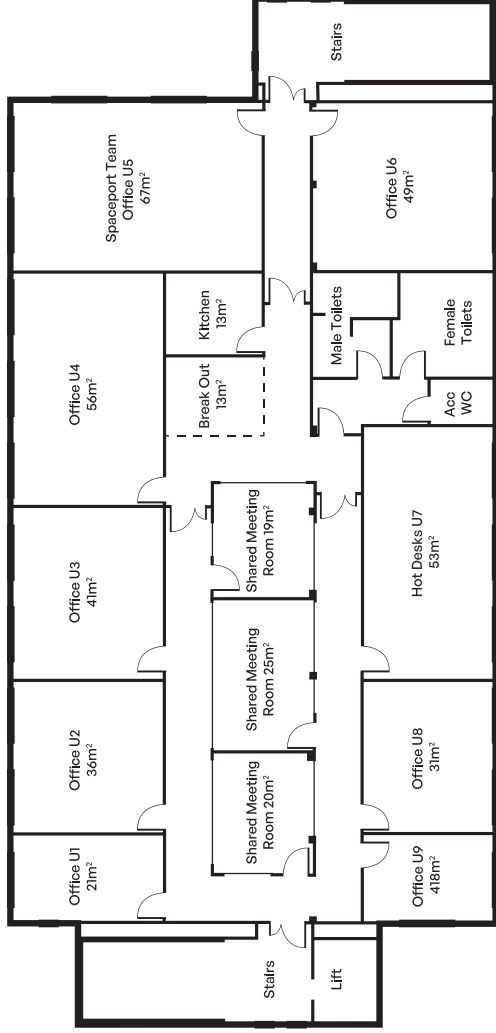 Stairs
Spaceport Team
Office U5
67m²
Office U6
49m²
Kitchen
13m²
Male Toilets
Female
Toilets
Office U4
56m²
Break Out
13m²
Acc
WC
Shared Meeting
Room 19m²
Hot Desks U7
53m²
Office U3
41m²
Shared Meeting
Room 25m²
Office U2
36m²
Office U8
31m²
Shared Meeting
Room 20m²
Office U1
21m²
Office U9
418m²
Stairs
Lift